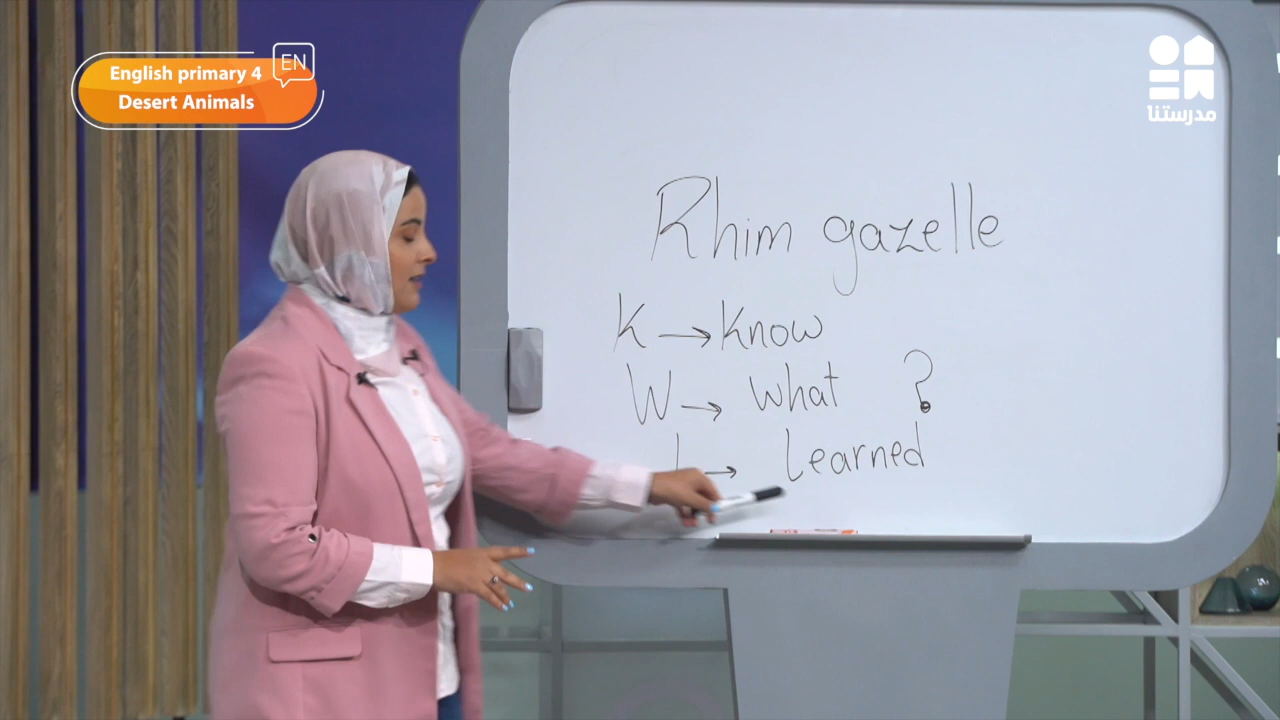 English primary 4
Desert Animals
EN
مدرستنا
Rhim gazelle
K → Know
W → What ?
L → Learned